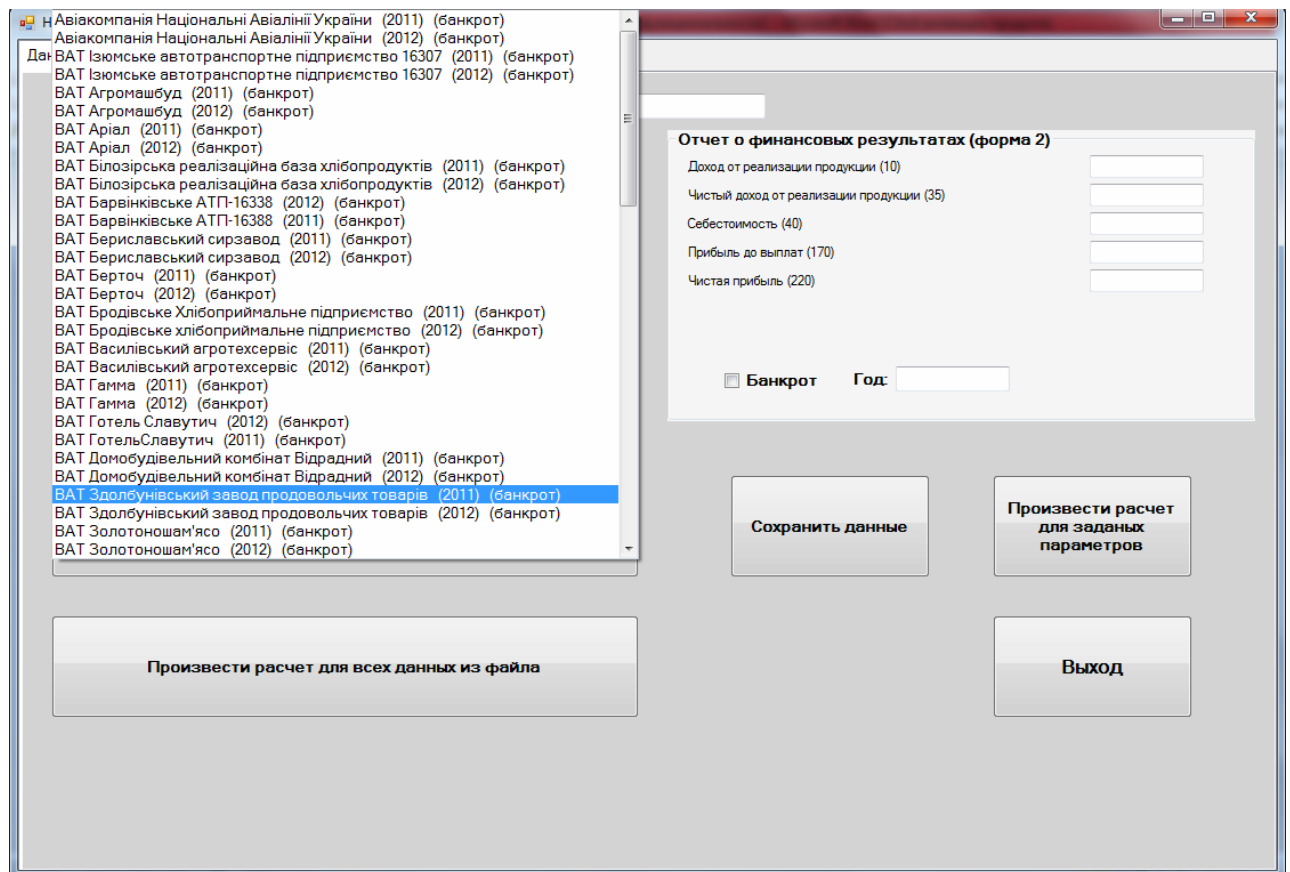 Н
Дан
Авіакомпанія Національні Авіалінії України (2011) (банкрот)
Авіакомпанія Національні Авіалінії України (2012) (банкрот)
ВАТ Ізюмське автотранспортне підприємство 16307 (2011) (банкрот)
ВАТ Ізюмське автотранспортне підприємство 16307 (2012) (банкрот)
ВАТ Агромашбуд (2011) (банкрот)
ВАТ Агромашбуд (2012) (банкрот)
ВАТ Аріал (2011) (банкрот)
ВАТ Аріал (2012) (банкрот)
ВАТ Білозірська реалізаційна база хлібопродуктів (2011) (банкрот)
ВАТ Білозірська реалізаційна база хлібопродуктів (2012) (банкрот)
ВАТ Барвінківське АТП-16338 (2012) (банкрот)
ВАТ Барвінківське АТП-16388 (2011) (банкрот)
ВАТ Бериславський сирзавод (2011) (банкрот)
ВАТ Бериславський сирзавод (2012) (банкрот)
ВАТ Берточ (2011) (банкрот)
ВАТ Берточ (2012) (банкрот)
ВАТ Бродівське Хлібоприймальне підприємство (2011) (банкрот)
ВАТ Бродівське хлібоприймальне підприємство (2012) (банкрот)
ВАТ Василівський агротехсервіс (2011) (банкрот)
ВАТ Василівський агротехсервіс (2012) (банкрот)
ВАТ Гамма (2011) (банкрот)
ВАТ Гамма (2012) (банкрот)
ВАТ Готель Славутич (2012) (банкрот)
ВАТ ГотельСлавутич (2011) (банкрот)
ВАТ Домобудівельний комбінат Відрадний (2011) (банкрот)
ВАТ Домобудівельний комбінат Відрадний (2012) (банкрот)
ВАТ Здолбунівський завод продовольчих товарів (2011) (банкрот)
ВАТ Здолбунівський завод продовольчих товарів (2012) (банкрот)
ВАТ Золотоношам'ясо (2011) (банкрот)
ВАТ Золотоношам'ясо (2012) (банкрот)
Отчет о финансовых результатах (форма 2)
Доход от реализации продукции (10)
Чистый доход от реализации продукции (35)
Себестоимость (40)
Прибыль до выплат (170)
Чистая прибыль (220)
Банкрот Год:
Сохранить данные
Произвести расчет
для заданых
параметров
Произвести расчет для всех данных из файла
Выход